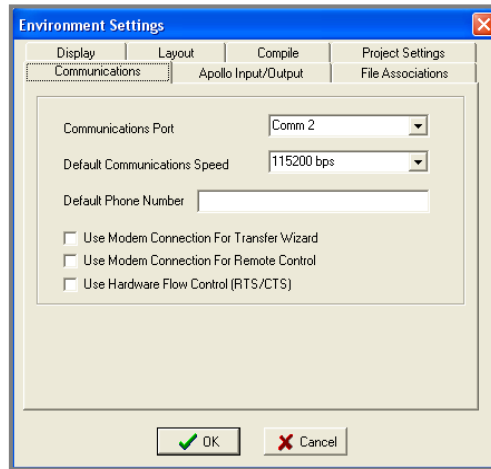 Environment Settings
Display Layout Compile Project Settings
Communications Apollo Input/Output File Associations
Communications Port Comm 2
Default Communications Speed 115200 bps
Default Phone Number
Use Modem Connection For Transfer Wizard
Use Modem Connection For Remote Control
Use Hardware Flow Control (RTS/CTS)
OK Cancel